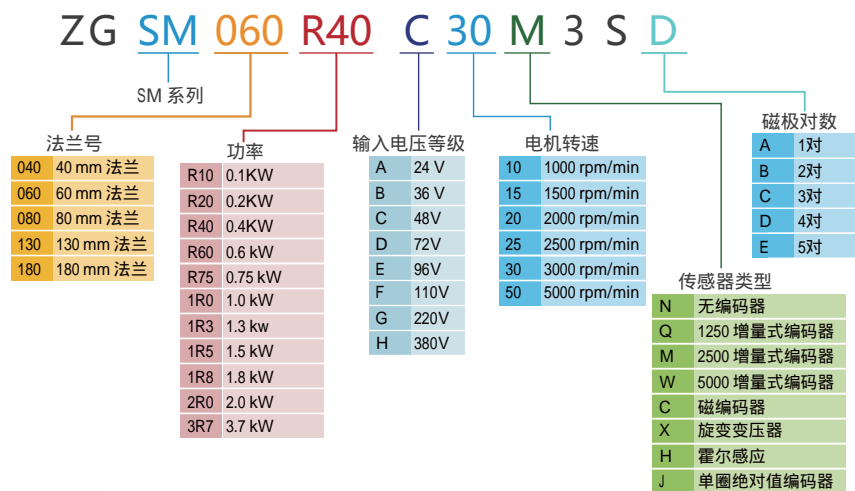 ZG SM 060 R40 C 30 M 3 S D
SM 系列
法兰号
040 40 mm 法兰
060 60 mm 法兰
080 80 mm 法兰
130 130 mm 法兰
180 180 mm 法兰
功率
R10 0.1KW
R20 0.2KW
R40 0.4KW
R60 0.6 kW
R75 0.75 kW
1R0 1.0 kW
1R3 1.3 kw
1R5 1.5 kW
1R8 1.8 kW
2R0 2.0 kW
3R7 3.7 kW
输入电压等级
A 24 V
B 36 V
C 48V
D 72V
E 96V
F 110V
G 220V
H 380V
电机转速
10 1000 rpm/min
15 1500 rpm/min
20 2000 rpm/min
25 2500 rpm/min
30 3000 rpm/min
50 5000 rpm/min
磁极对数
A 1对
B 2对
C 3对
D 4对
E 5对
传感器类型
N 无编码器
Q 1250 增量式编码器
M 2500 增量式编码器
W 5000 增量式编码器
C 磁编码器
X 旋变变压器
H 霍尔感应
J 单圈绝对值编码器